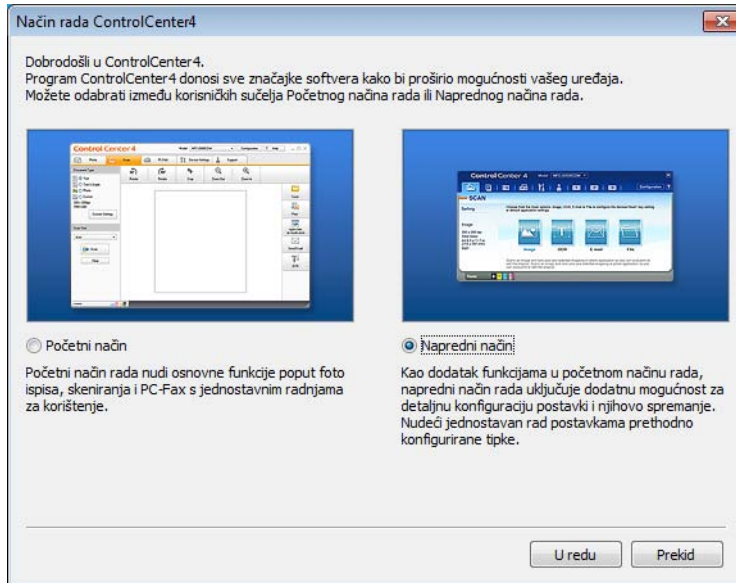 Način rada ControlCenter4
Dobrodošli u ControlCenter4.
Program ControlCenter4 donosi sve značajke softvera kako bi proširio mogućnosti vašeg uređaja.
Možete odabrati između korisničkih sučelja Početnog načina rada ili Naprednog načina rada.
Control Center 4
Control Center 4
SCAN
Početni način
Početni način rada nudi osnovne funkcije poput foto
ispisa, skeniranja i PC-Fax s jednostavnim radnjama
za korištenje.
Napredni način
Kao dodatak funkcijama u početnom načinu rada,
napredni način rada uključuje dodatnu mogućnost za
detaljnu konfiguraciju postavki i njihovo spremanje.
Nudeći jednostavan rad postavkama prethodno
konfigurirane tipke.
U redu
Prekid